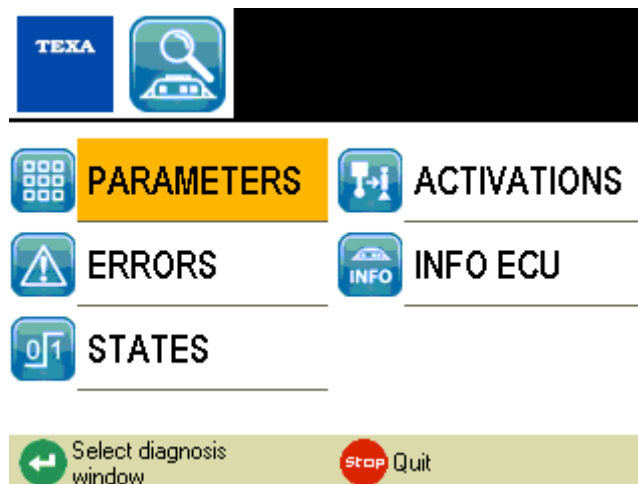 TEXA
PARAMETERS
ACTIVATIONS
ERRORS
INFO
INFO ECU
0 1
STATES
Select diagnosis
window
STOP Quit